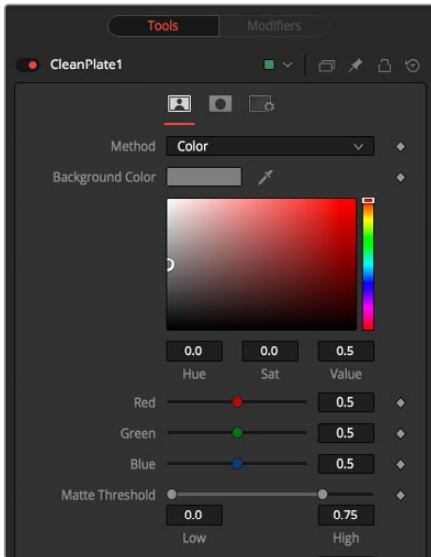 Tools Modifiers
CleanPlate1
Method Color
Background Color
0.0 0.0 0.5
Hue Sat Value
Red 0.5
Green 0.5
Blue 0.5
Matte Threshold
0.0 0.75
Low High